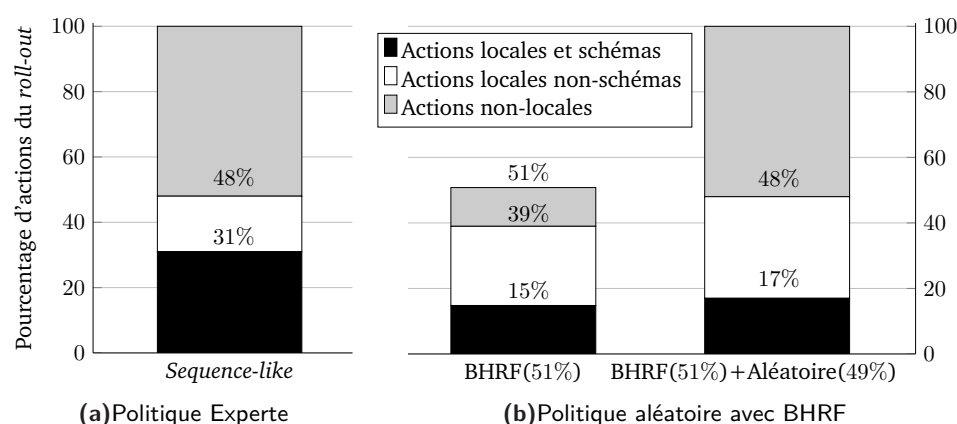 Pourcentage d'actions du roll-out
100
80
60
40
20
0
48%
31%
Sequence-like
(a)Politique Experte
Actions locales et schémas
Actions locales non-schémas
Actions non-locales
51%
39%
15%
48%
17%
100
80
60
40
20
0
BHRF(51%)
BHRF(51%)+Aléatoire(49%)
(b)Politique aléatoire avec BHRF